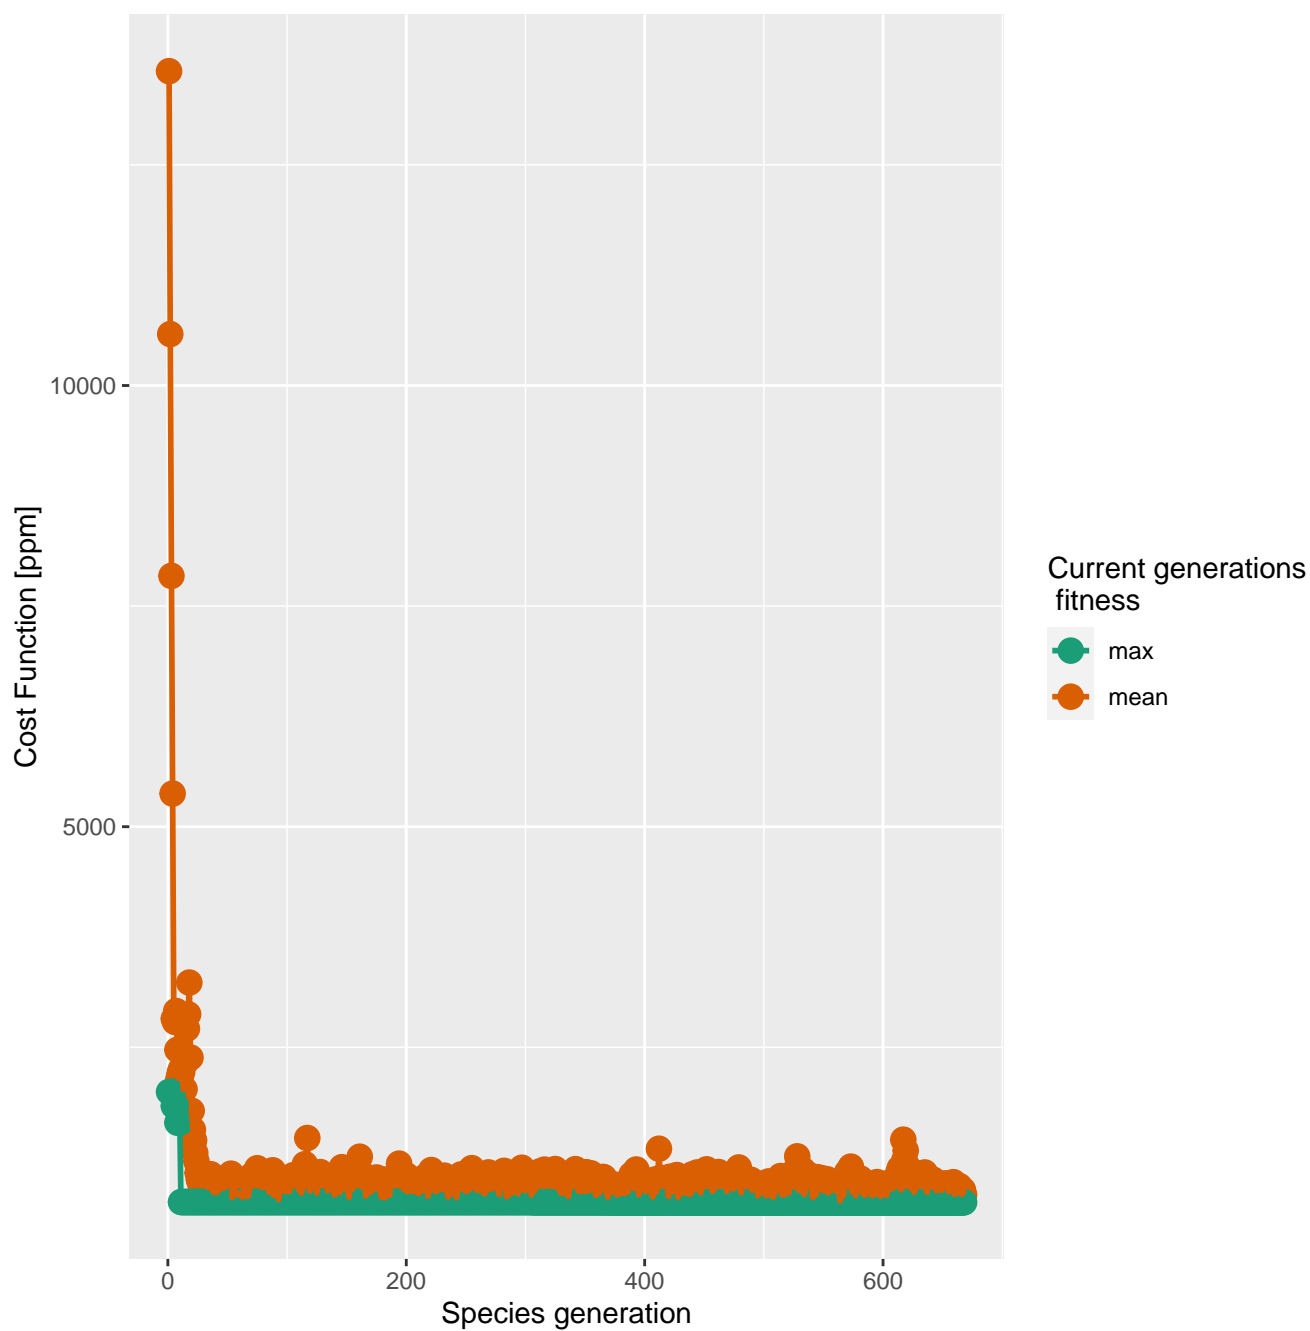 10000
5000
Cost Function [ppm]
0
200
400
600
Species generation
Current generations
fitness
max
mean